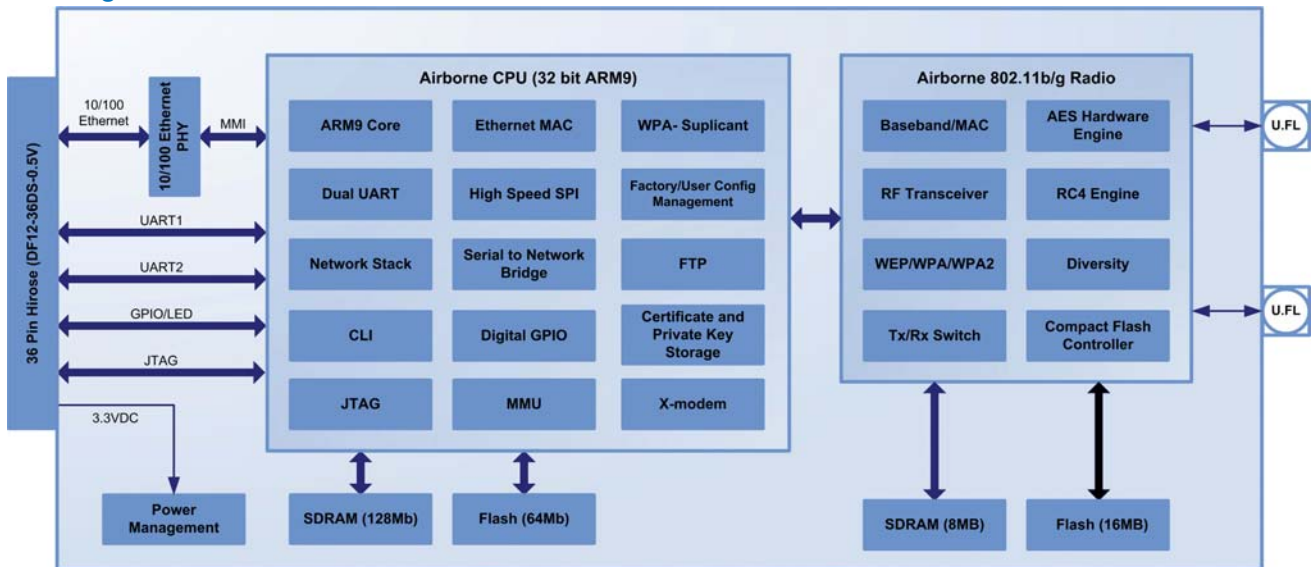 Airborne CPU (32 bit ARM9)
Airborne 802.11b/g Radio
36 Pin Hirose (DF12-36DS-0.5V)
10/100
Ethernet
10/100 Ethernet
PHY
MMI
UART1
UART2
GPIO/LED
JTAG
3.3VDC
Power
Management
ARM9 Core
Ethernet MAC
WPA- Suplicant
Dual UART
High Speed SPI
Factory/User Config
Management
Network Stack
Serial to Network
Bridge
FTP
CLI
Digital GPIO
Certificate and
Private Key
Storage
JTAG
MMU
X-modem
SDRAM (128Mb)
Flash (64Mb)
Baseband/MAC
AES Hardware
Engine
RF Transceiver
RC4 Engine
WEP/WPA/WPA2
Diversity
Tx/Rx Switch
Compact Flash
Controller
SDRAM (8MB)
Flash (16MB)
U.FL
U.FL